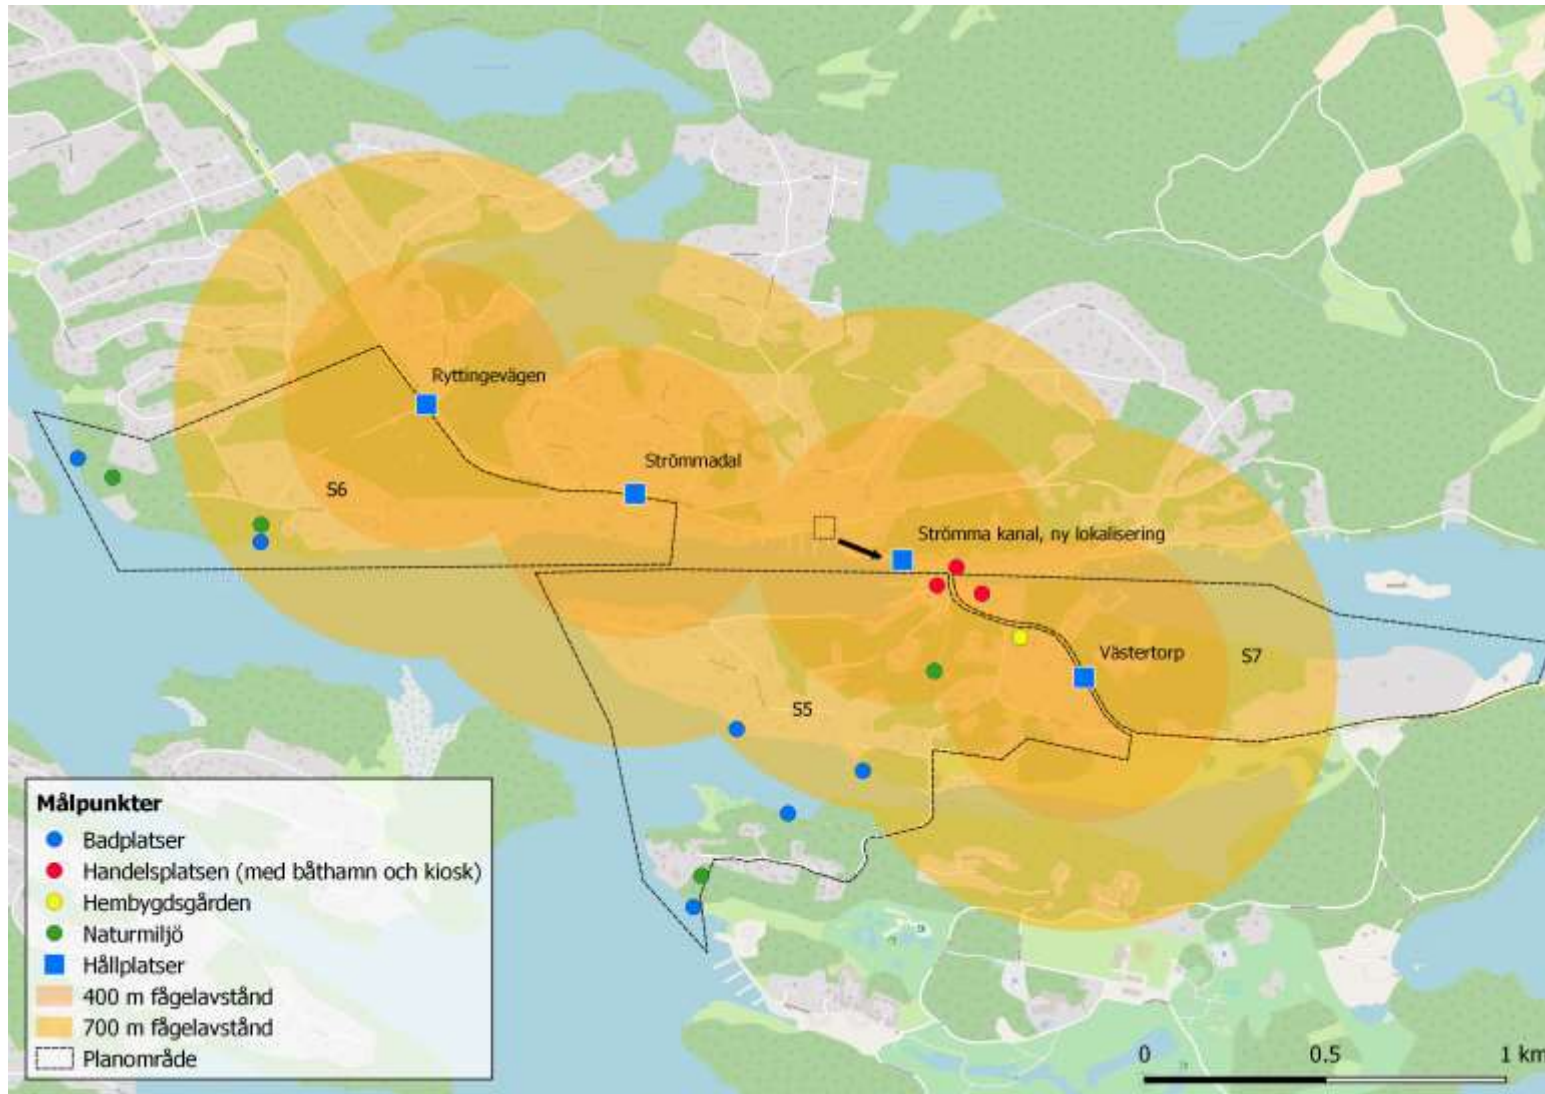 Ryttingevägen
Strömmadal
S6
Strömma kanal, ny lokalisering
Västertorp
S7
S5
Målpunkter
Badplatser
Handelsplatsen (med båthamn och kiosk)
Hembygdsgården
Naturmiljö
Hållplatser
400 m fågelavstånd
700 m fågelavstånd
Planområde
0 0.5 1 km